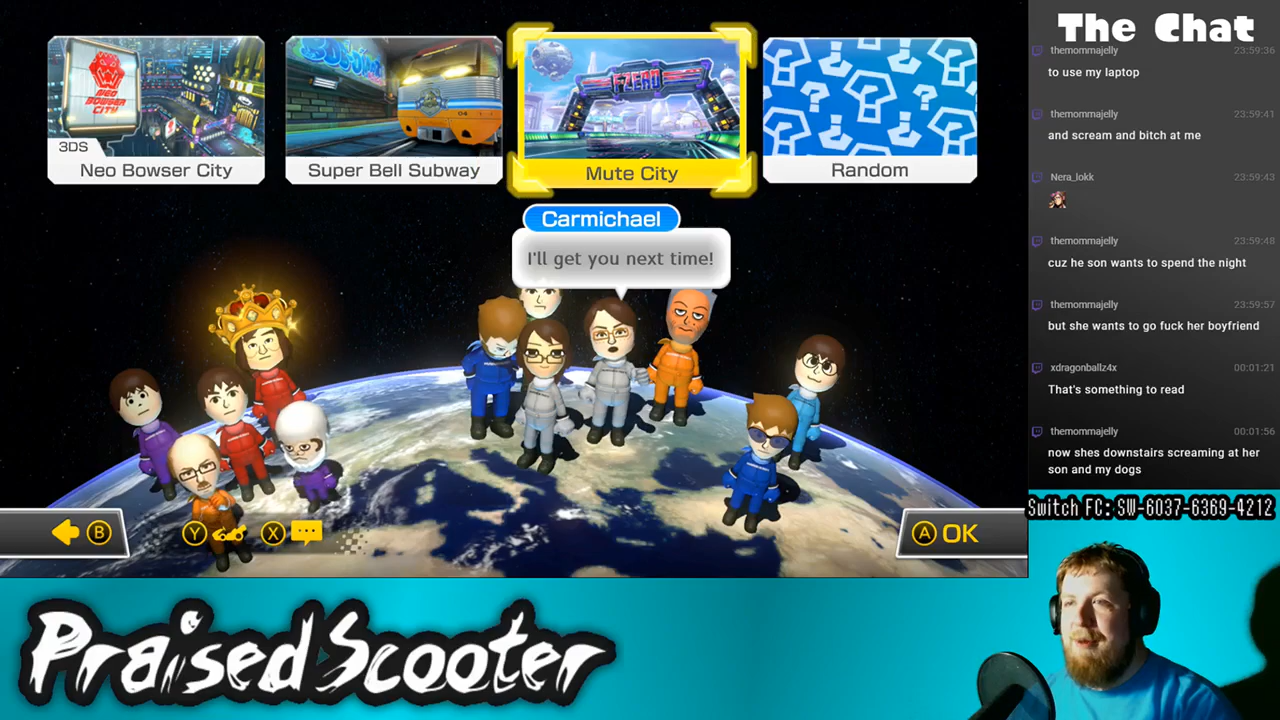 NEO
BOWSER
CITY
3DS
Neo Bowser City
Super Bell Subway
FZERO
Mute City
Random
Carmichael
I'll get you next time!
B
Y
X
A OK
PraisedScooter
The Chat
themommajelly 23:59:36
to use my laptop
themommajelly 23:59:41
and scream and bitch at me
Nera_lokk 23:59:43
themommajelly 23:59:48
cuz he son wants to spend the night
themommajelly 23:59:57
but she wants to go fuck her boyfriend
xdragonballz4x 00:01:21
That's something to read
themommajelly 00:01:56
now shes downstairs screaming at her
son and my dogs
Switch FC: SW-6037-6369-4212